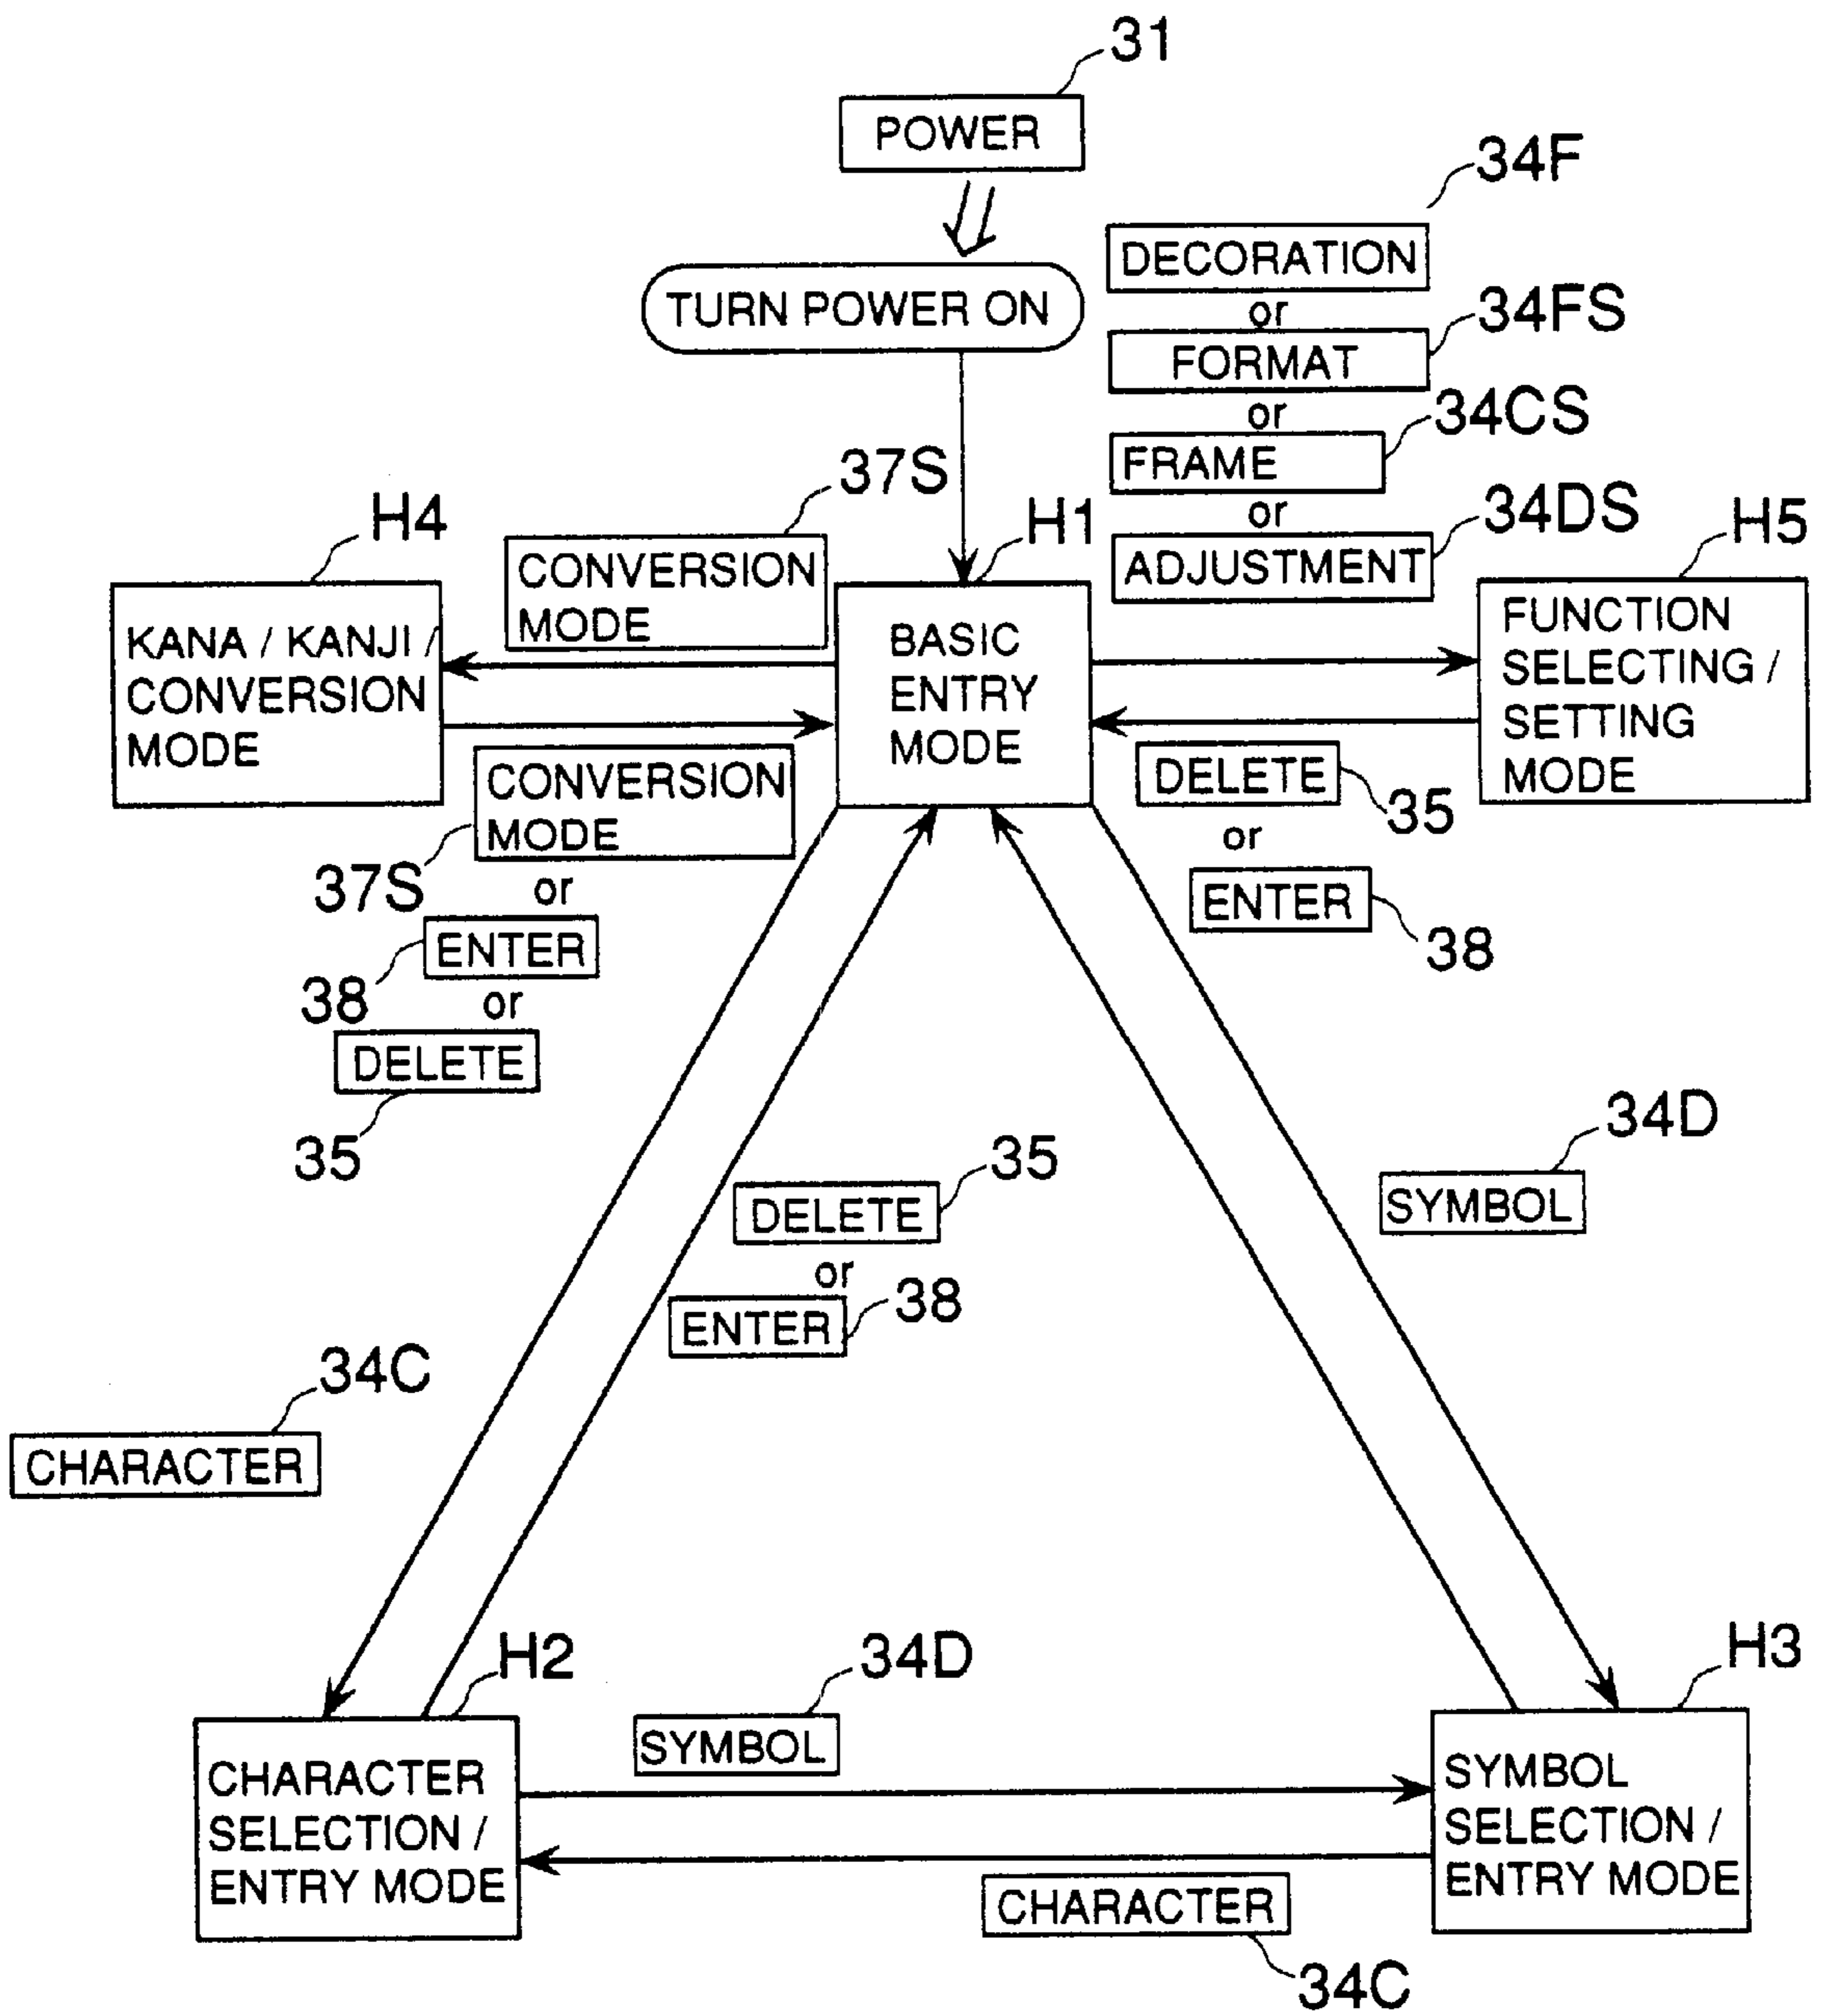 31
POWER
34F
TURN POWER ON
DECORATION
or
34FS
FORMAT
or
34CS
FRAME
or
34DS
ADJUSTMENT
37S
H4
H1
H5
CONVERSION
MODE
KANA / KANJI /
CONVERSION
MODE
BASIC
ENTRY
MODE
FUNCTION
SELECTING /
SETTING
MODE
CONVERSION
MODE
37S
or
ENTER
38
or
DELETE
35
DELETE
35
or
ENTER
38
34D
SYMBOL
35
DELETE
or
ENTER
38
34C
CHARACTER
H2
34D
H3
SYMBOL
CHARACTER
SELECTION /
ENTRY MODE
SYMBOL
SELECTION /
ENTRY MODE
CHARACTER
34C